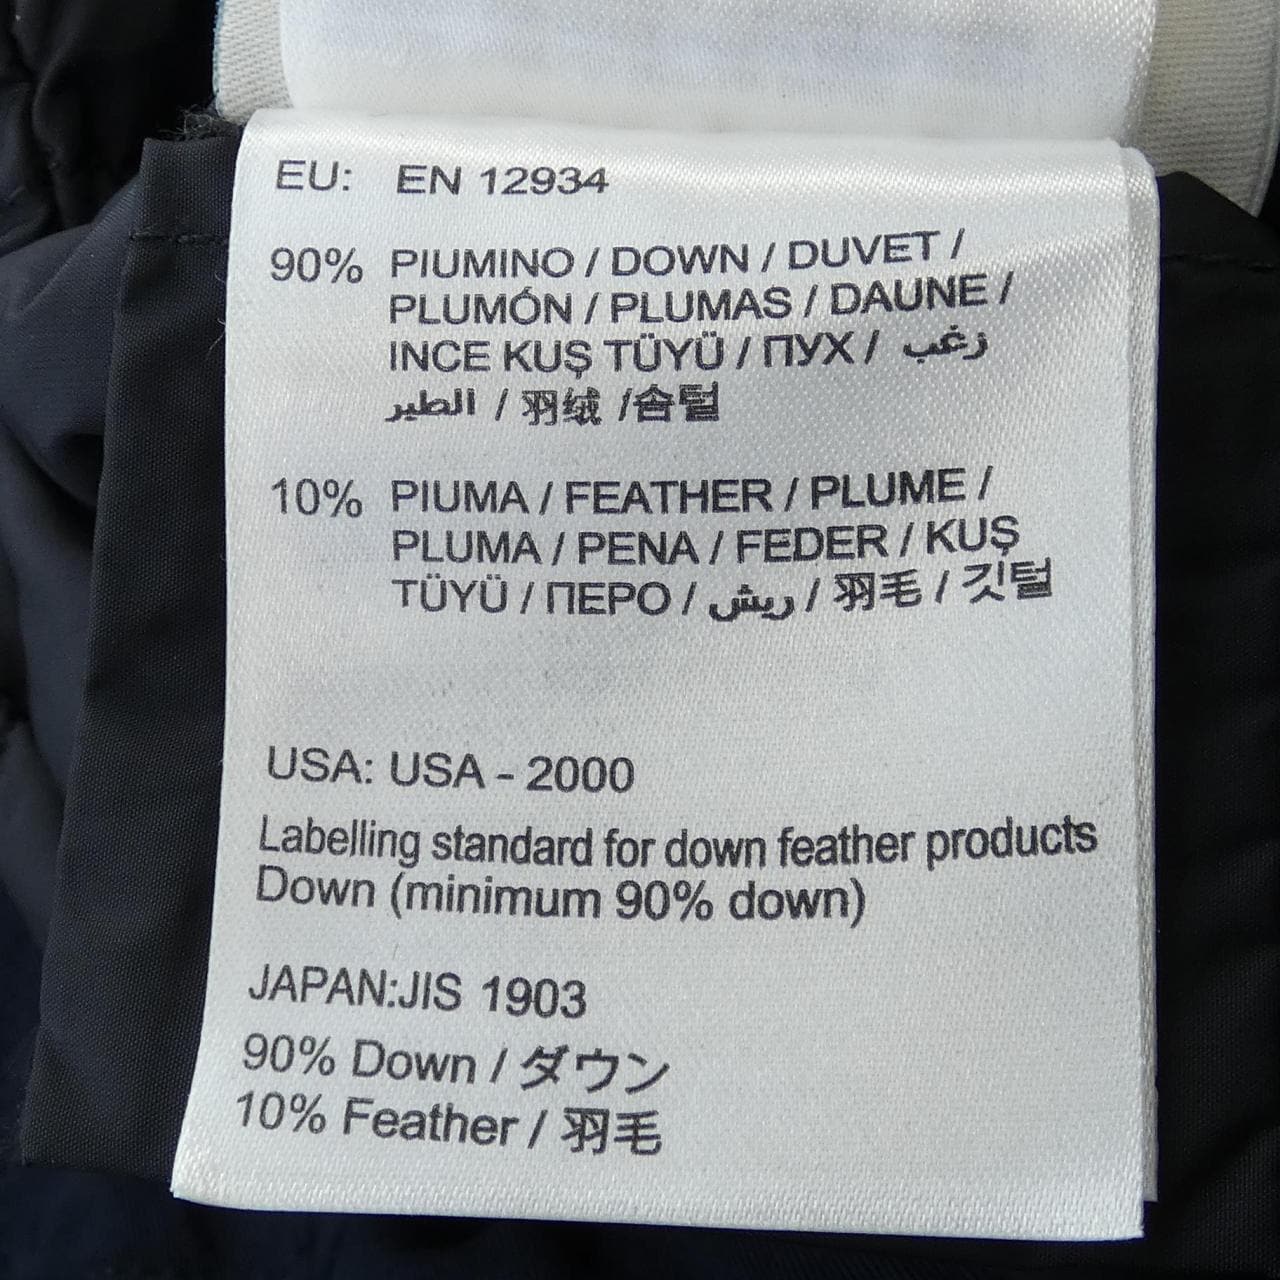 EU: EN 12934
90% PIUMINO / DOWN / DUVET /
PLUMÓN / PLUMAS / DAUNE /
INCE KUŞ TÜYÜ / ПУХ / زغب
الطير / 羽绒 /솜털
10% PIUMA / FEATHER / PLUME /
PLUMA / PENA / FEDER / KUŞ
TÜYÜ / ПЕРО / ريش / 羽毛 / 깃털
USA: USA - 2000
Labelling standard for down feather products
Down (minimum 90% down)
JAPAN:JIS 1903
90% Down / ダウン
10% Feather / 羽毛